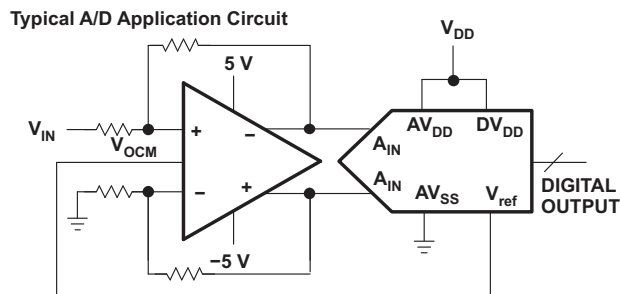 Typical A/D Application Circuit
V_DD
5 V
V_IN
V_OCM
+
−
−
+
−5 V
A_IN
A_IN
AV_DD
DV_DD
AV_SS
V_ref
DIGITAL
OUTPUT